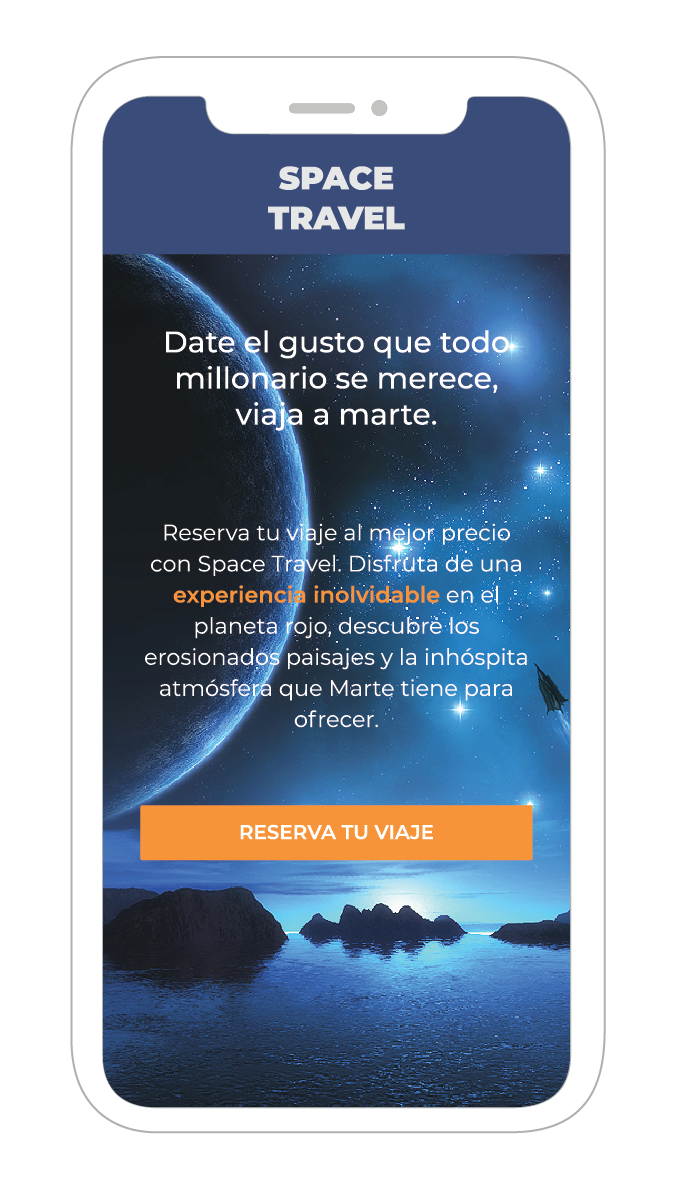 SPACE
TRAVEL
Date el gusto que todo
millonario se merece,
viaja a marte.
Reserva tu viaje al mejor precio
con Space Travel. Disfruta de una
experiencia inolvidable en el
planeta rojo, descubre los
erosionados paisajes y la inhóspita
atmósfera que Marte tiene para
ofrecer.
RESERVA TU VIAJE